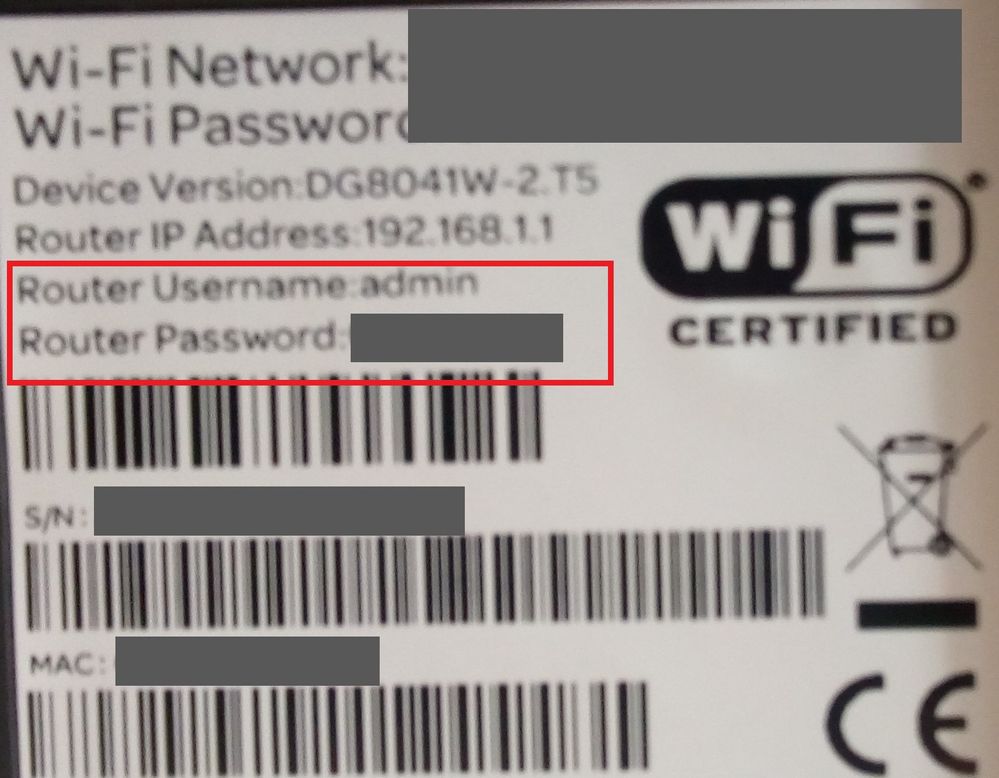 Wi-Fi Network:
Wi-Fi Password
Device Version:DG8041W-2.T5
Router IP Address:192.168.1.1
Router Username:admin
Router Password:
WiFi
CERTIFIED
S/N:
MAC:
CE